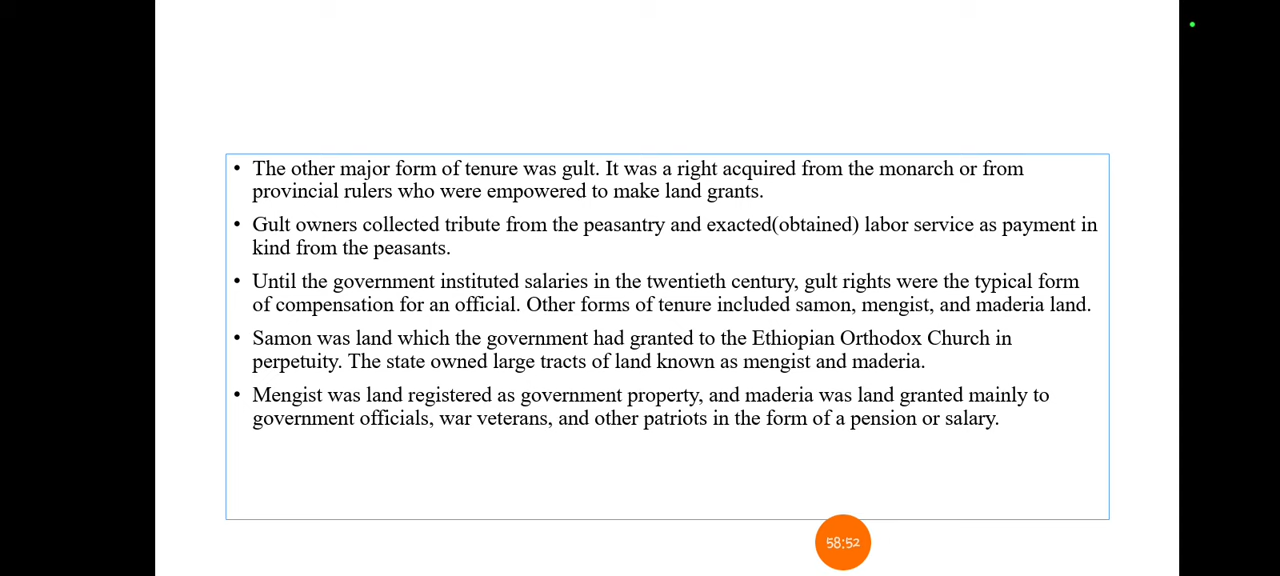 • The other major form of tenure was gult. It was a right acquired from the monarch or from
provincial rulers who were empowered to make land grants.
• Gult owners collected tribute from the peasantry and exacted(obtained) labor service as payment in
kind from the peasants.
• Until the government instituted salaries in the twentieth century, gult rights were the typical form
of compensation for an official. Other forms of tenure included samon, mengist, and maderia land.
• Samon was land which the government had granted to the Ethiopian Orthodox Church in
perpetuity. The state owned large tracts of land known as mengist and maderia.
• Mengist was land registered as government property, and maderia was land granted mainly to
government officials, war veterans, and other patriots in the form of a pension or salary.
58:52